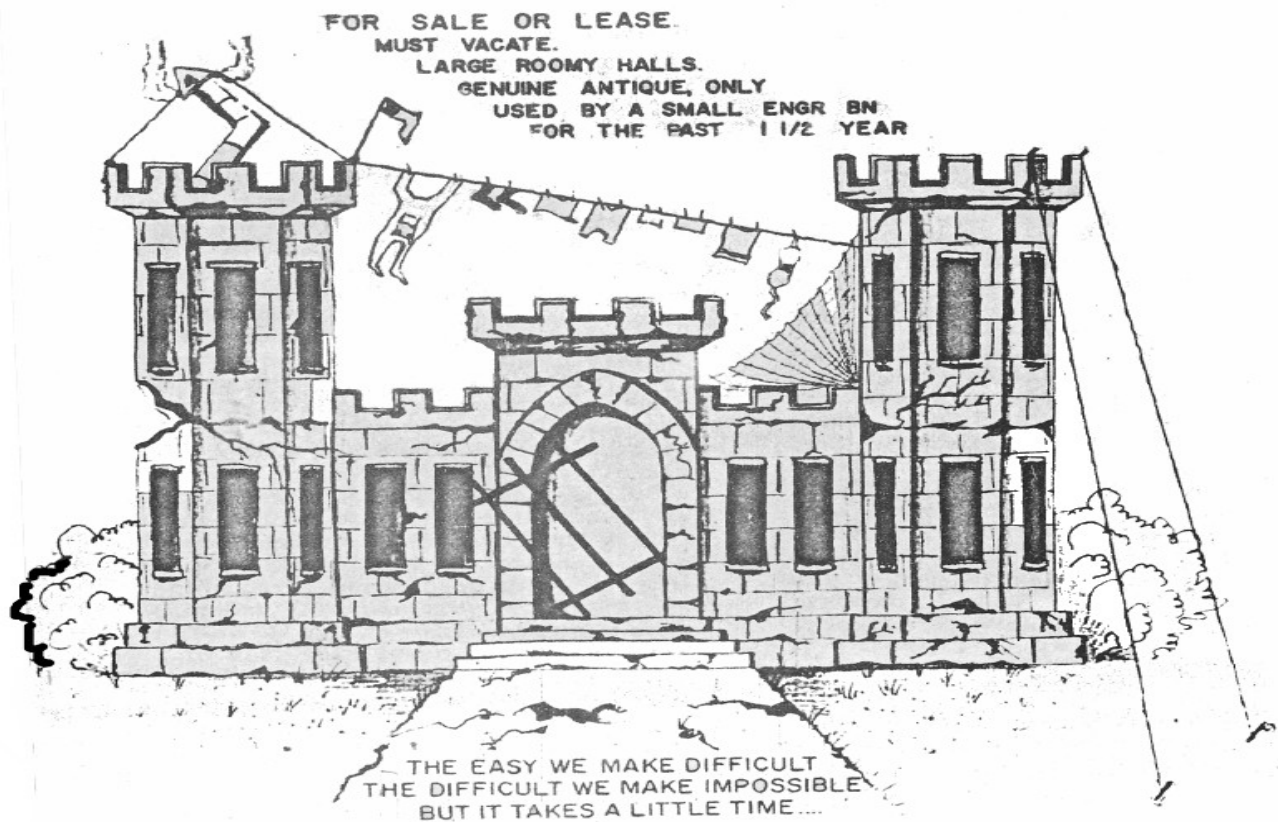 FOR SALE OR LEASE.
MUST VACATE.
LARGE ROOMY HALLS.
GENUINE ANTIQUE, ONLY
USED BY A SMALL ENGR BN
FOR THE PAST 1 1/2 YEAR
THE EASY WE MAKE DIFFICULT
THE DIFFICULT WE MAKE IMPOSSIBLE
BUT IT TAKES A LITTLE TIME....